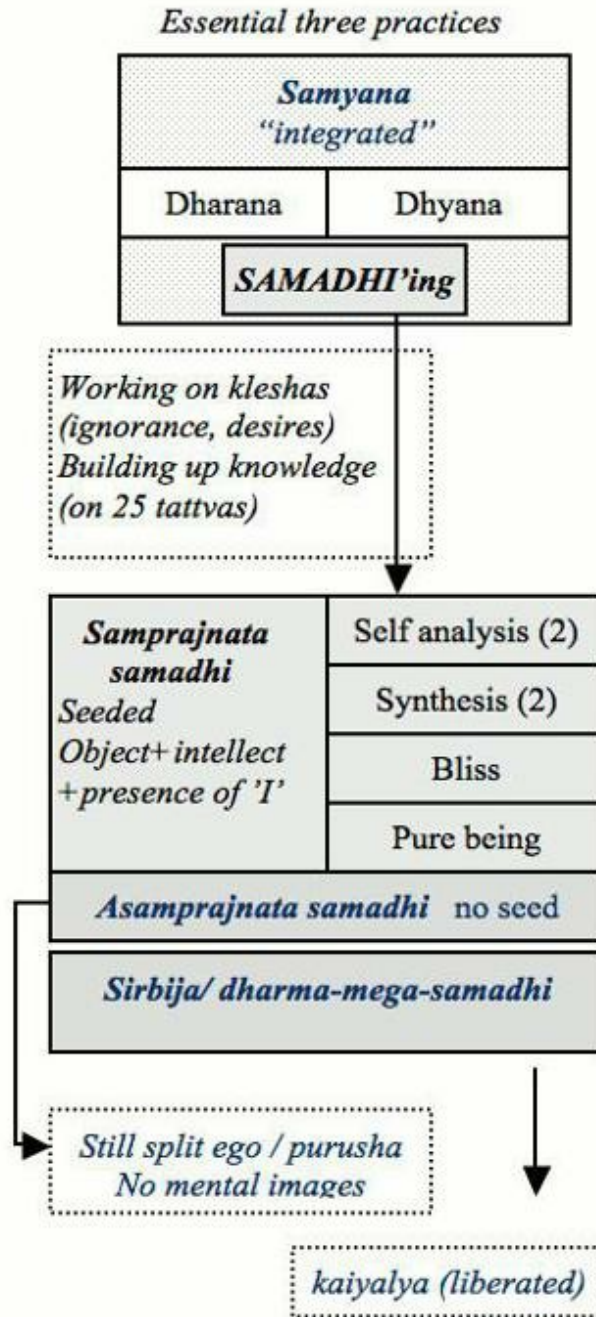 Essential three practices
Samyana
“integrated”
Dharana
Dhyana
SAMADHI’ing
Working on kleshas
(ignorance, desires)
Building up knowledge
(on 25 tattvas)
Samprajnata
samadhi
Seeded
Object+intellect
+presence of ’I’
Self analysis (2)
Synthesis (2)
Bliss
Pure being
Asamprajnata samadhi no seed
Sirbija/ dharma-mega-samadhi
Still split ego / purusha
No mental images
kaiyalya (liberated)